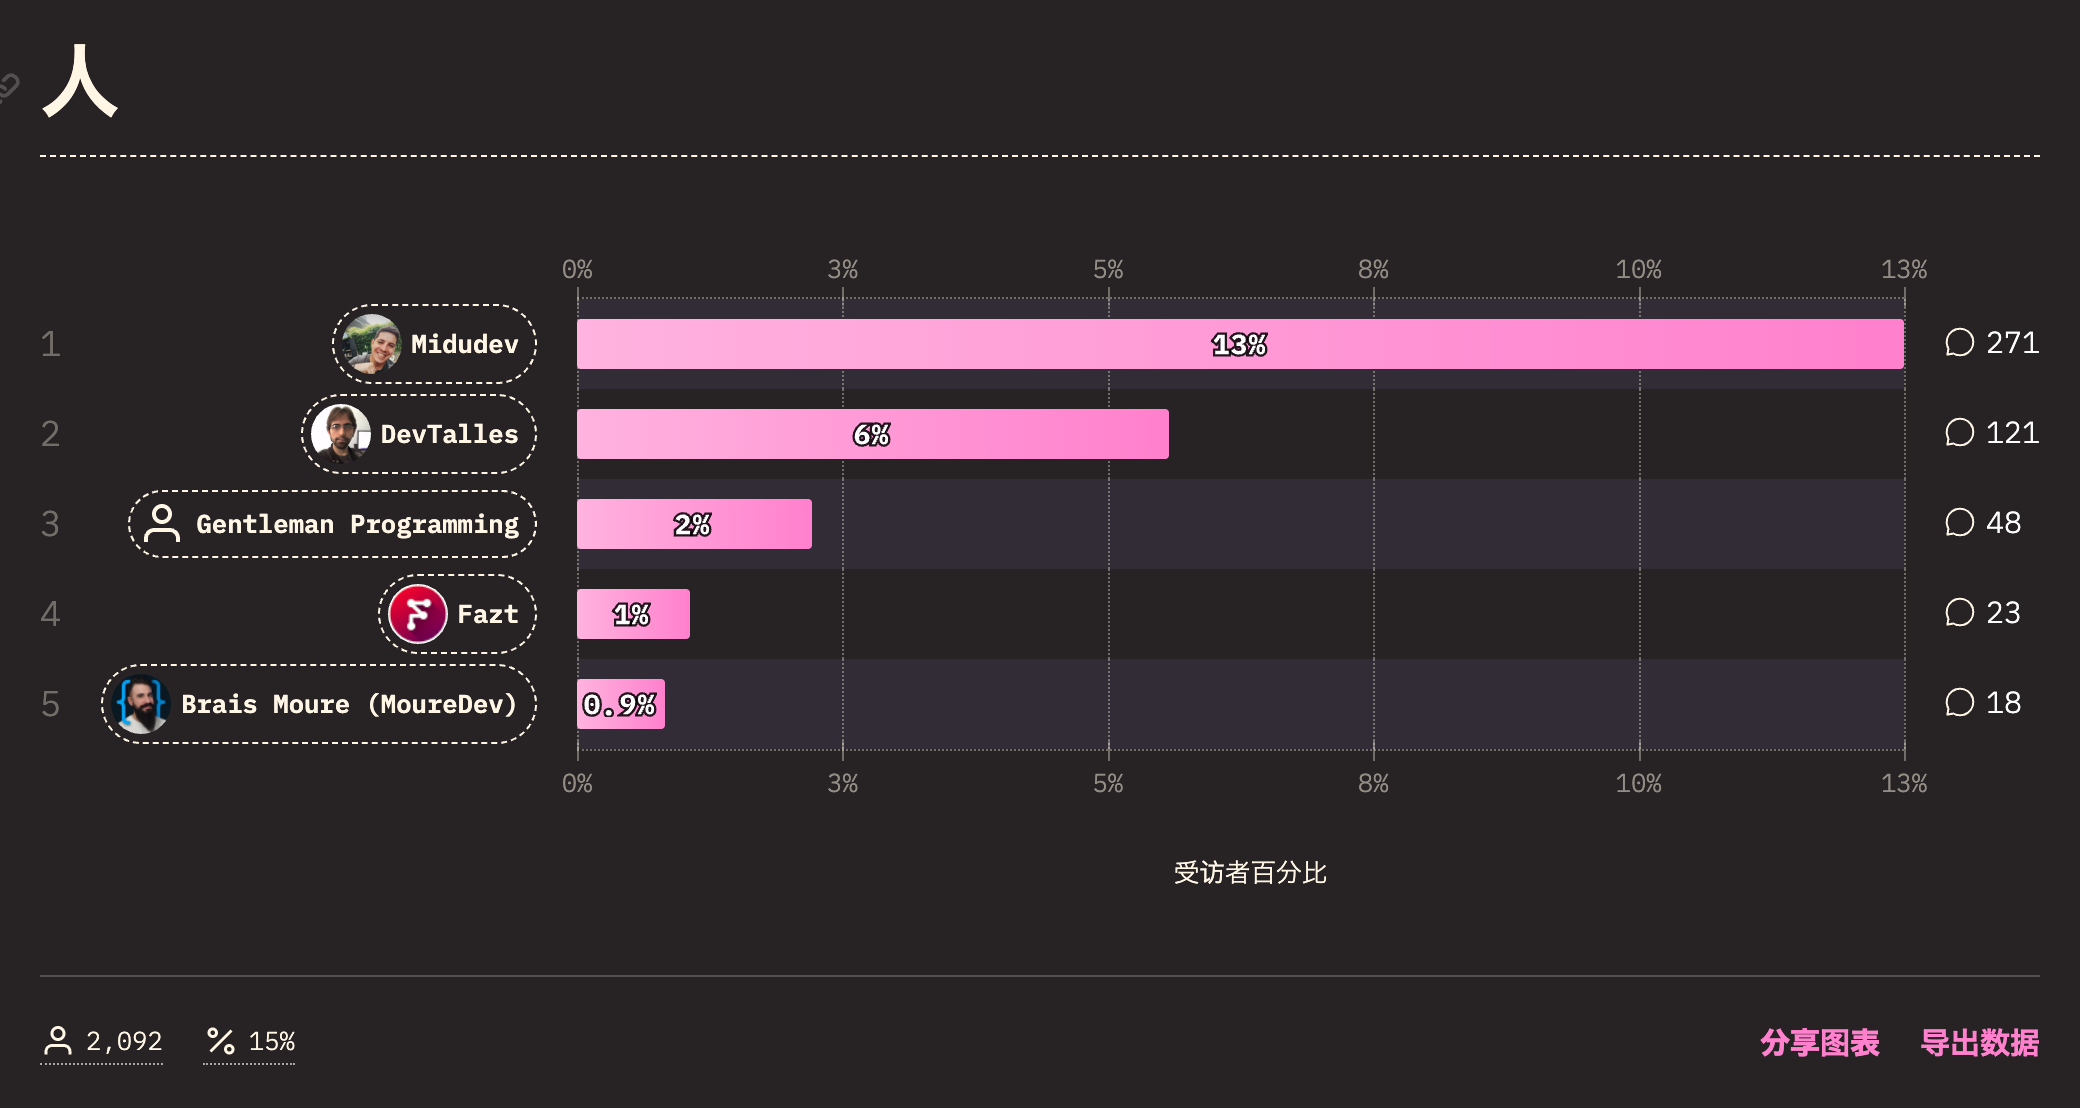 人
0% 3% 5% 8% 10% 13%
1 Midudev 13% 271
2 DevTalles 6% 121
3 Gentleman Programming 2% 48
4 Fazt 1% 23
5 Brais Moure (MoureDev) 0.9% 18
0% 3% 5% 8% 10% 13%
受访者百分比
2,092 % 15% 分享图表 导出数据